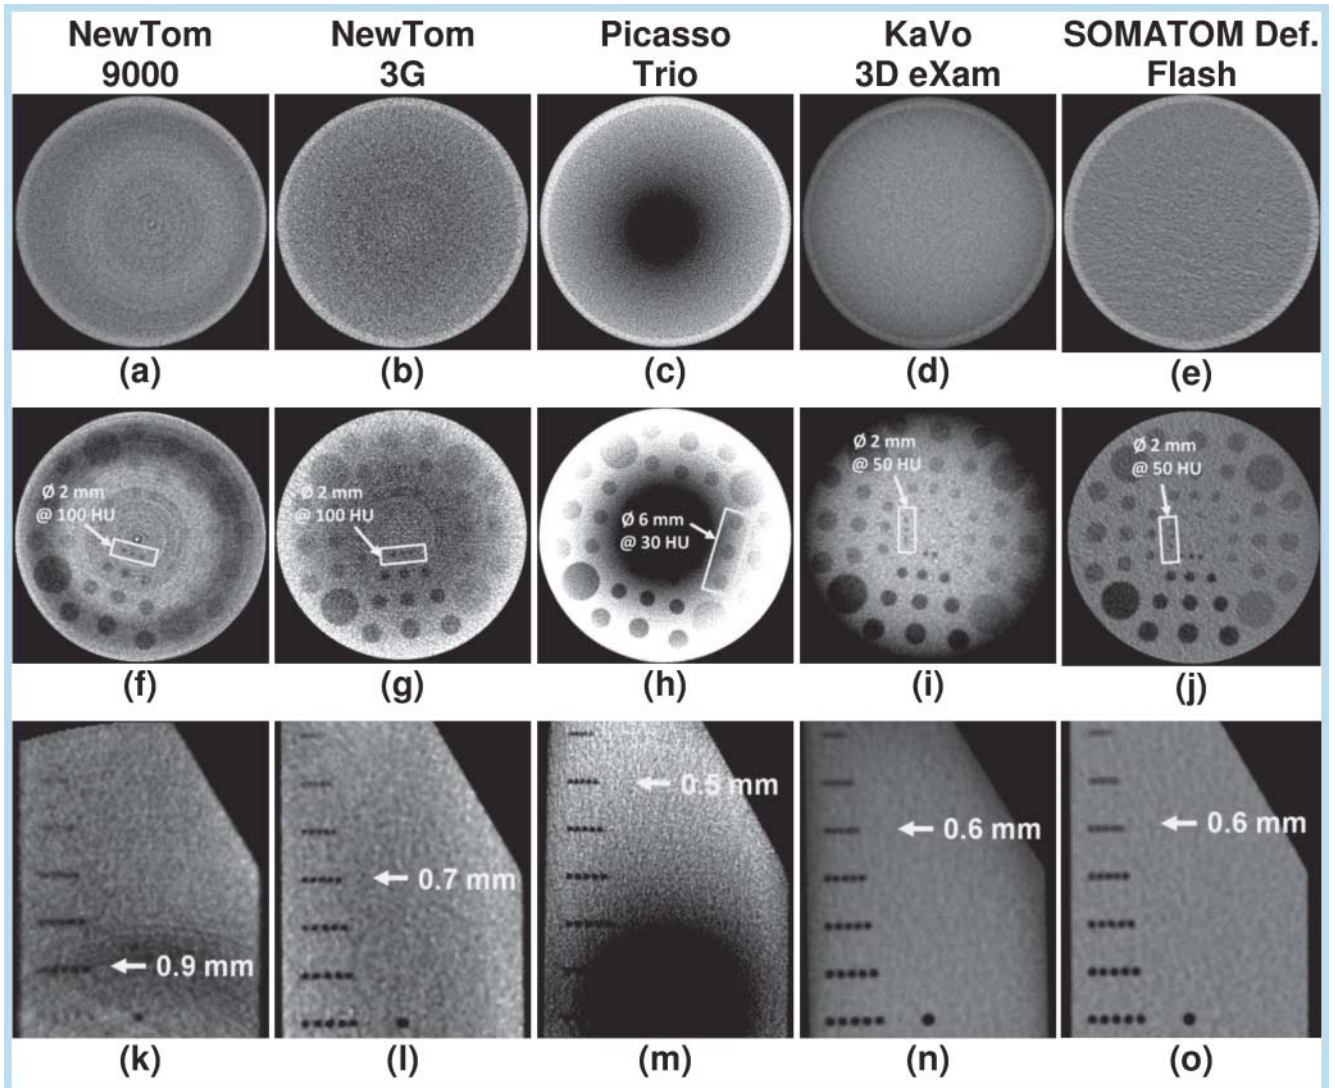 NewTom
9000
NewTom
3G
Picasso
Trio
KaVo
3D eXam
SOMATOM Def.
Flash
(a)
(b)
(c)
(d)
(e)
Ø 2 mm
@ 100 HU
Ø 2 mm
@ 100 HU
Ø 6 mm
@ 30 HU
Ø 2 mm
@ 50 HU
Ø 2 mm
@ 50 HU
(f)
(g)
(h)
(i)
(j)
0.9 mm
0.7 mm
0.5 mm
0.6 mm
0.6 mm
(k)
(l)
(m)
(n)
(o)